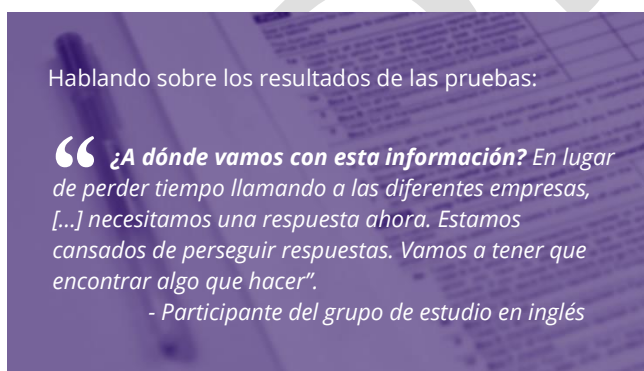 Hablando sobre los resultados de las pruebas:
“ ¿A dónde vamos con esta información? En lugar
de perder tiempo llamando a las diferentes empresas,
[...] necesitamos una respuesta ahora. Estamos
cansados de perseguir respuestas. Vamos a tener que
encontrar algo que hacer”.
- Participante del grupo de estudio en inglés